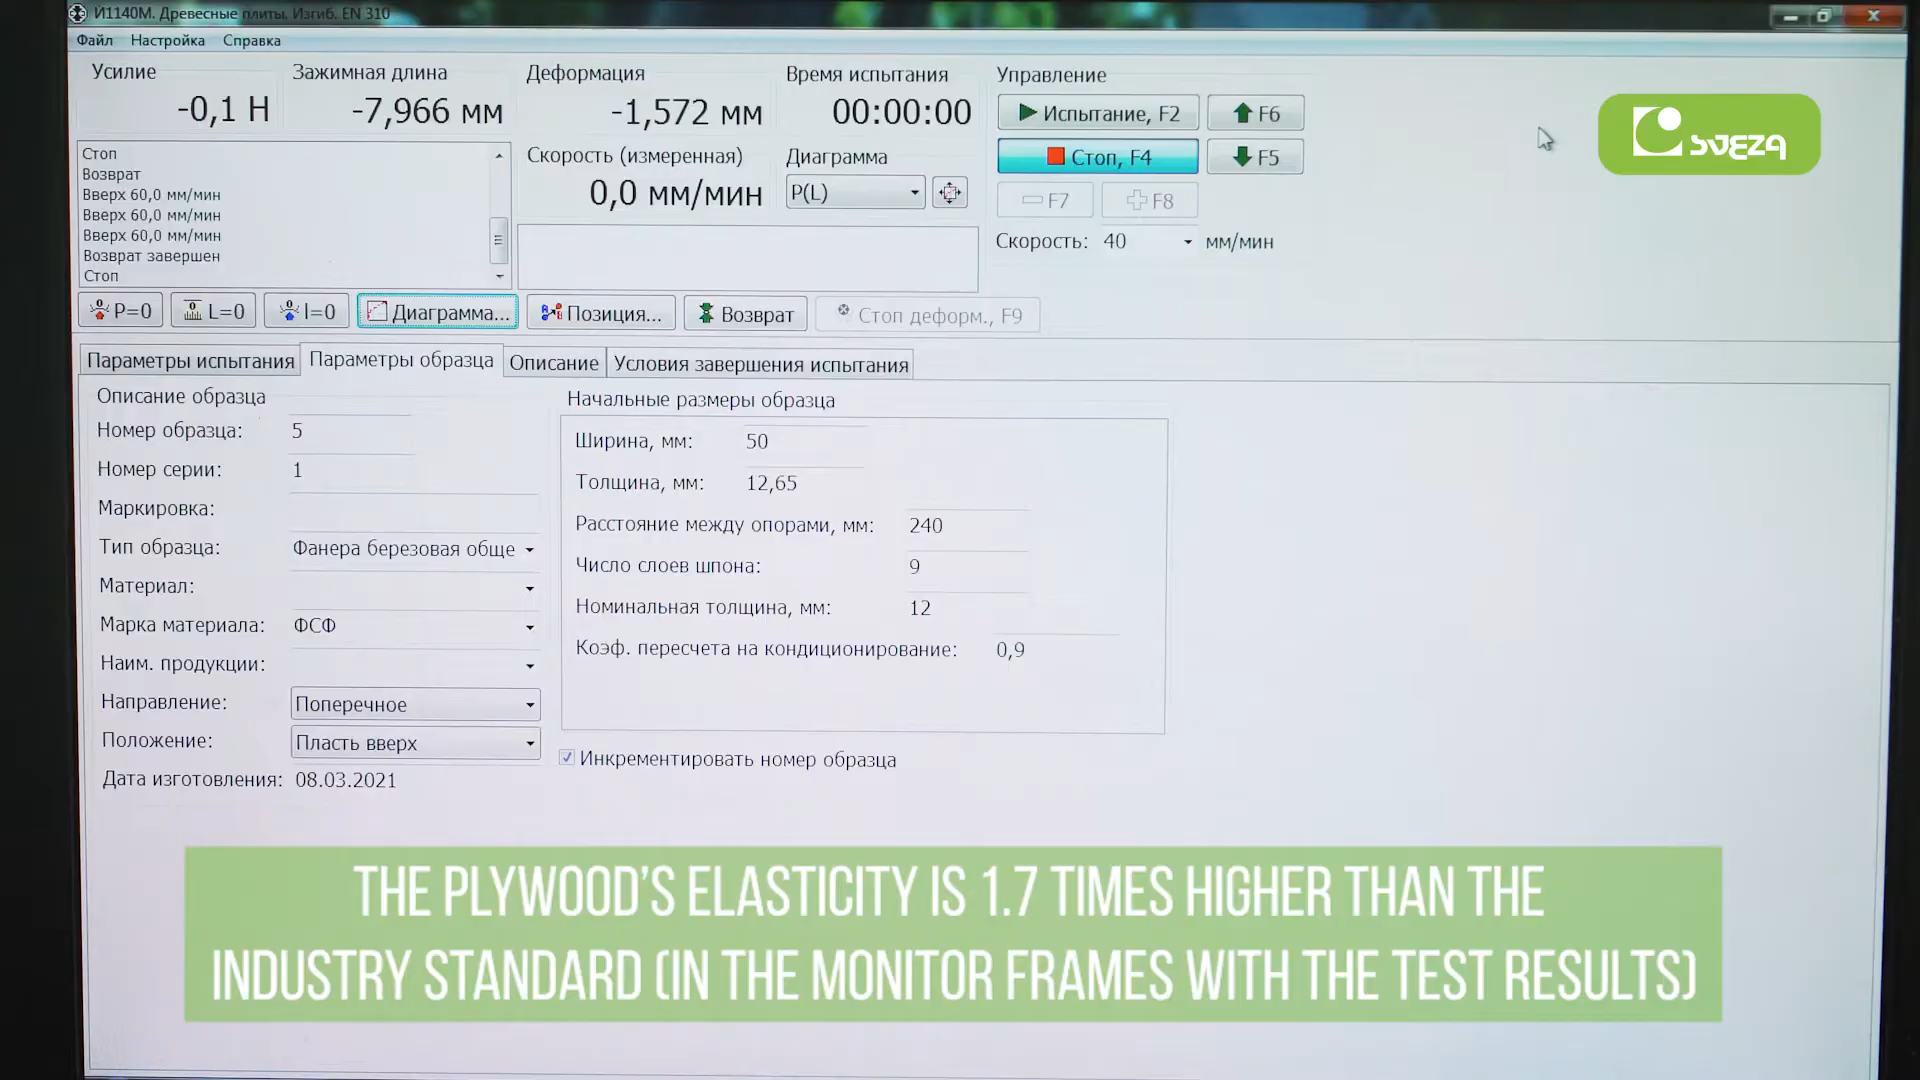 Й1140М. Древесные плиты. Изгиб. EN 310
Файл Настройка Справка
Усилие
-0,1 Н
Зажимная длина
-7,966 мм
Деформация
-1,572 мм
Время испытания
00:00:00
Управление
Испытание, F2
F6
Стоп, F4
F5
F7
F8
Скорость: 40 мм/мин
Стоп
Возврат
Вверх 60,0 мм/мин
Вверх 60,0 мм/мин
Вверх 60,0 мм/мин
Возврат завершен
Стоп
Скорость (измеренная)
0,0 мм/мин
Диаграмма
P(L)
P=0
L=0
l=0
Диаграмма...
Позиция...
Возврат
Стоп деформ., F9
Параметры испытания
Параметры образца
Описание
Условия завершения испытания
Описание образца
Номер образца: 5
Номер серии: 1
Маркировка:
Тип образца: Фанера березовая обще
Материал:
Марка материала: ФСФ
Наим. продукции:
Направление: Поперечное
Положение: Пласть вверх
Дата изготовления: 08.03.2021
Начальные размеры образца
Ширина, мм: 50
Толщина, мм: 12,65
Расстояние между опорами, мм: 240
Число слоев шпона: 9
Номинальная толщина, мм: 12
Коэф. пересчета на кондиционирование: 0,9
Инкрементировать номер образца
SVEZA
THE PLYWOOD'S ELASTICITY IS 1.7 TIMES HIGHER THAN THE
INDUSTRY STANDARD (IN THE MONITOR FRAMES WITH THE TEST RESULTS)